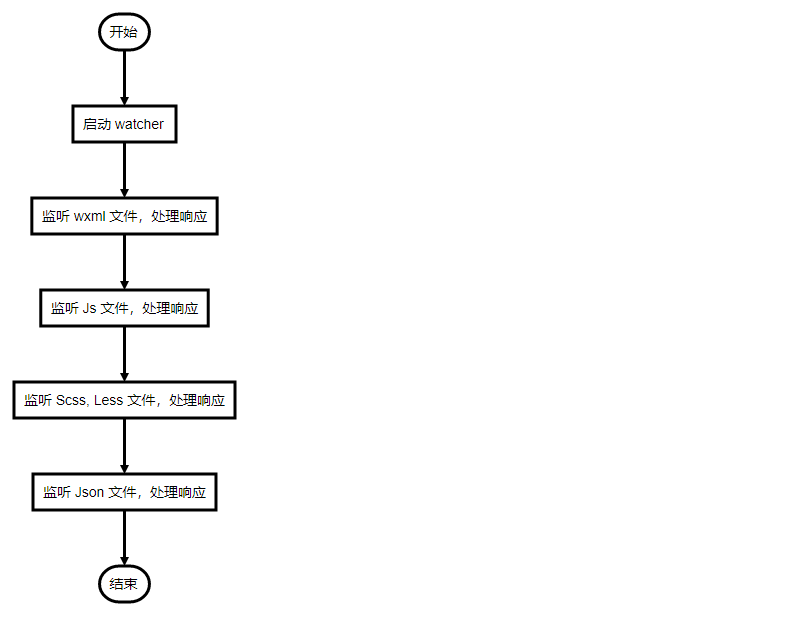 开始
启动 watcher
监听 wxml 文件，处理响应
监听 Js 文件，处理响应
监听 Scss, Less 文件，处理响应
监听 Json 文件，处理响应
结束